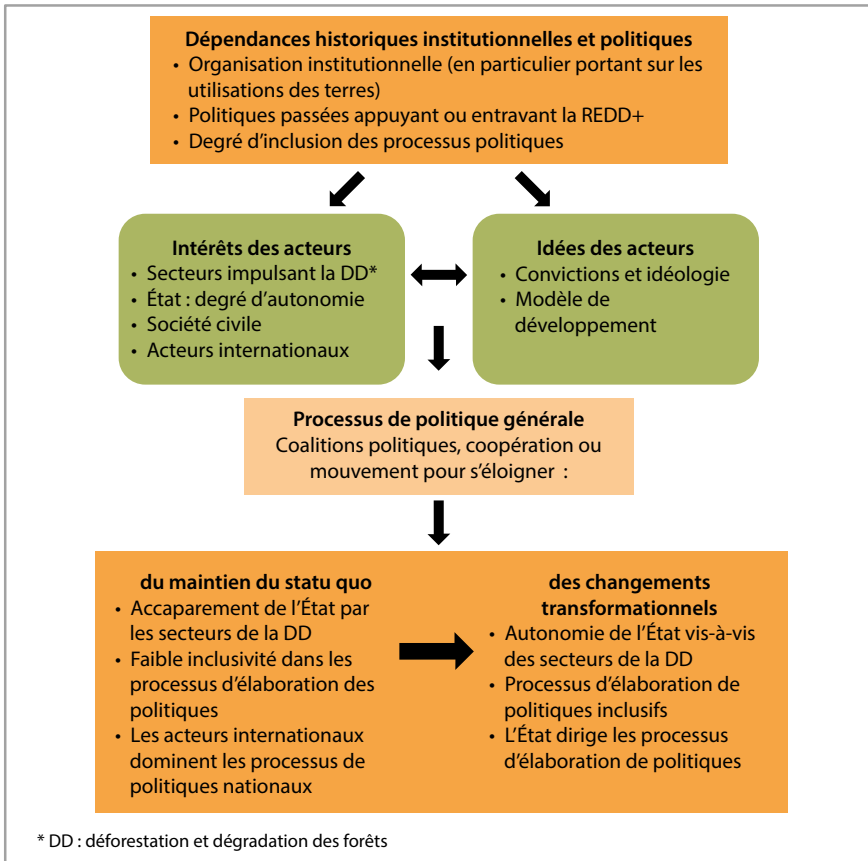 Dépendances historiques institutionnelles et politiques
• Organisation institutionnelle (en particulier portant sur les
utilisations des terres)
• Politiques passées appuyant ou entravant la REDD+
• Degré d'inclusion des processus politiques
Intérêts des acteurs
• Secteurs impulsant la DD*
• État : degré d'autonomie
• Société civile
• Acteurs internationaux
Idées des acteurs
• Convictions et idéologie
• Modèle de
développement
Processus de politique générale
Coalitions politiques, coopération ou
mouvement pour s'éloigner :
du maintien du statu quo
• Accaparement de l'État par
les secteurs de la DD
• Faible inclusivité dans les
processus d'élaboration des
politiques
• Les acteurs internationaux
dominent les processus de
politiques nationaux
des changements
transformationnels
• Autonomie de l'État vis-à-vis
des secteurs de la DD
• Processus d'élaboration de
politiques inclusifs
• L'État dirige les processus
d'élaboration de politiques
* DD : déforestation et dégradation des forêts